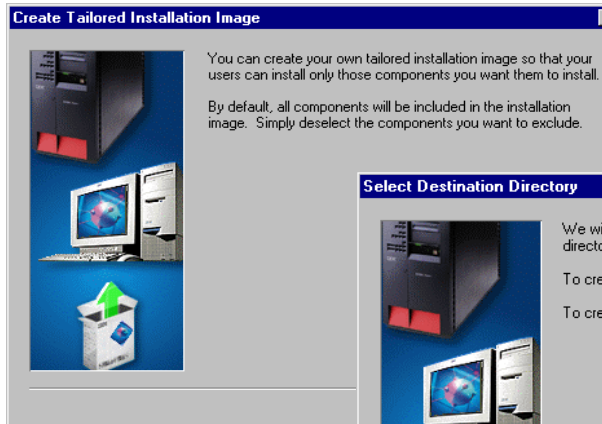 Create Tailored Installation Image
You can create your own tailored installation image so that your
users can install only those components you want them to install.
By default, all components will be included in the installation
image. Simply deselect the components you want to exclude.
Select Destination Directory
We wi
directo
To cre
To cre